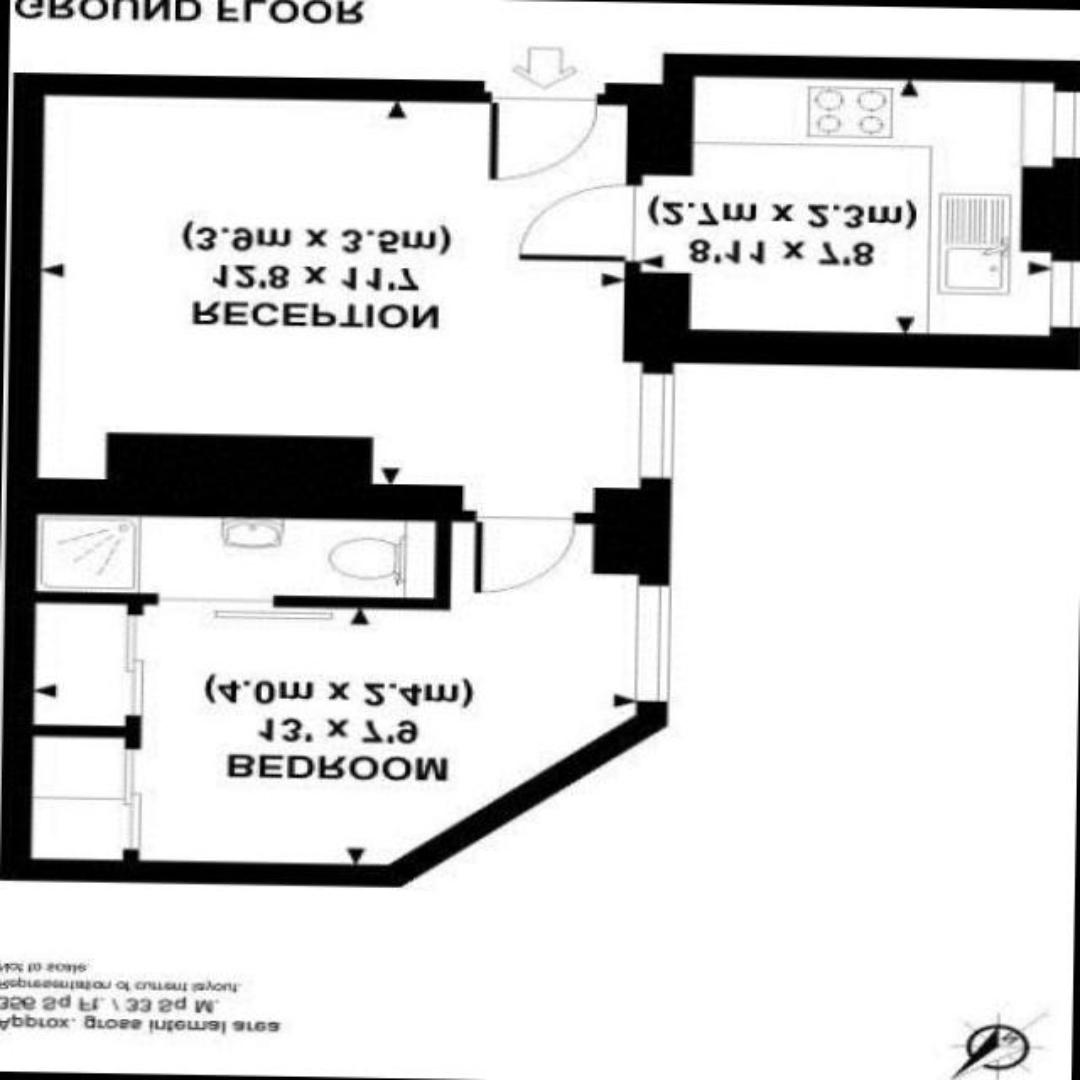 N
Approx. gross internal area
356 Sq Ft. / 33 Sq M.
Representation of current layout.
Not to scale.
BEDROOM
13' x 7'9
(4.0m x 2.4m)
RECEPTION
12'8 x 11'7
(3.9m x 3.5m)
8'11 x 7'8
(2.7m x 2.3m)
GROUND FLOOR